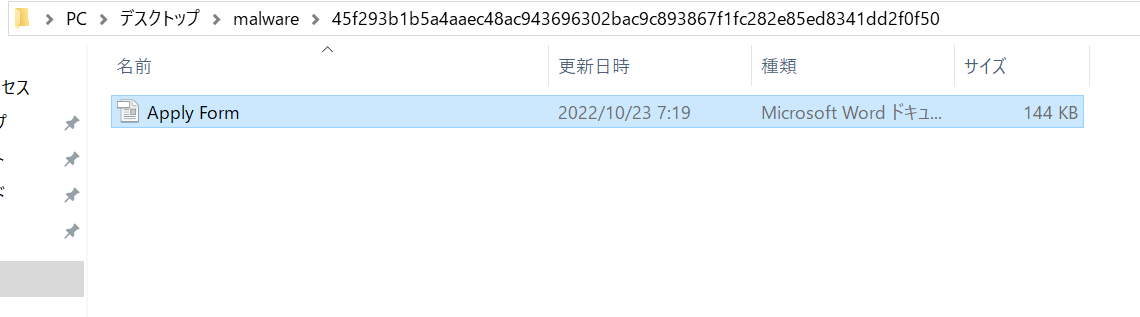 PC デスクトップ malware 45f293b1b5a4aaec48ac943696302bac9c893867f1fc282e85ed8341dd2f0f50
名前 更新日時 種類 サイズ
セス
Apply Form 2022/10/23 7:19 Microsoft Word ドキュ... 144 KB
プ
ト
ド